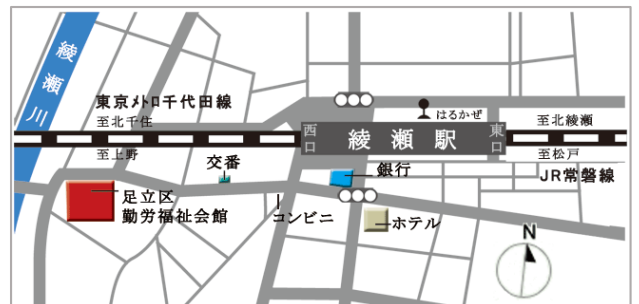 綾瀬川
東京メトロ千代田線
至北千住
至上野
西口
綾瀬駅
東口
はるかぜ
至北綾瀬
至松戸
JR常磐線
交番
銀行
足立区
勤労福祉会館
コンビニ
ホテル
N